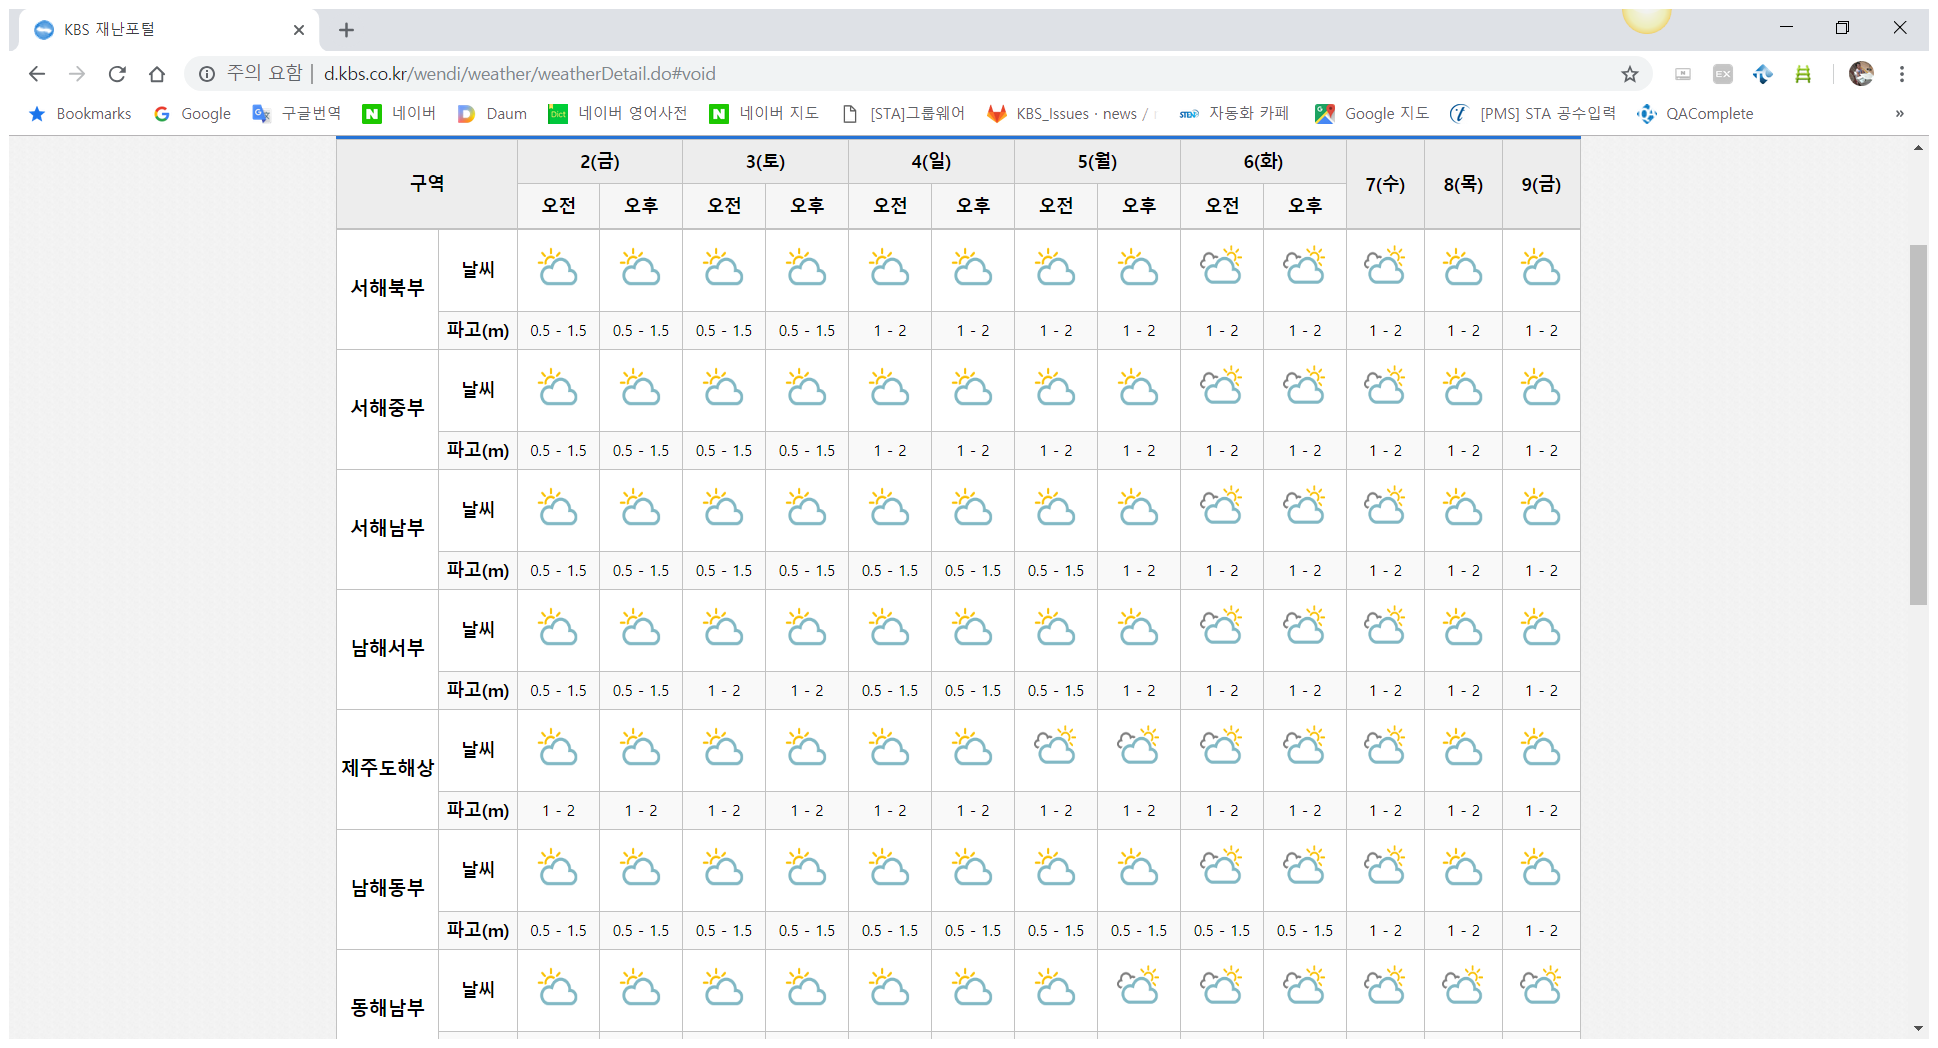 KBS 재난포털
주의 요함 | d.kbs.co.kr/wendi/weather/weatherDetail.do#void
Bookmarks Google 구글번역 네이버 Daum 네이버 영어사전 네이버 지도 [STA]그룹웨어 KBS_Issues · news / 자동화 카페 Google 지도 [PMS] STA 공수입력 QAComplete »
구역 2(금) 3(토) 4(일) 5(월) 6(화) 7(수) 8(목) 9(금)
오전 오후 오전 오후 오전 오후 오전 오후 오전 오후
서해북부 날씨
파고(m) 0.5 - 1.5 0.5 - 1.5 0.5 - 1.5 0.5 - 1.5 1 - 2 1 - 2 1 - 2 1 - 2 1 - 2 1 - 2 1 - 2 1 - 2 1 - 2
서해중부 날씨
파고(m) 0.5 - 1.5 0.5 - 1.5 0.5 - 1.5 0.5 - 1.5 1 - 2 1 - 2 1 - 2 1 - 2 1 - 2 1 - 2 1 - 2 1 - 2 1 - 2
서해남부 날씨
파고(m) 0.5 - 1.5 0.5 - 1.5 0.5 - 1.5 0.5 - 1.5 0.5 - 1.5 0.5 - 1.5 0.5 - 1.5 1 - 2 1 - 2 1 - 2 1 - 2 1 - 2 1 - 2
남해서부 날씨
파고(m) 0.5 - 1.5 0.5 - 1.5 1 - 2 1 - 2 0.5 - 1.5 0.5 - 1.5 0.5 - 1.5 1 - 2 1 - 2 1 - 2 1 - 2 1 - 2 1 - 2
제주도해상 날씨
파고(m) 1 - 2 1 - 2 1 - 2 1 - 2 1 - 2 1 - 2 1 - 2 1 - 2 1 - 2 1 - 2 1 - 2 1 - 2 1 - 2
남해동부 날씨
파고(m) 0.5 - 1.5 0.5 - 1.5 0.5 - 1.5 0.5 - 1.5 0.5 - 1.5 0.5 - 1.5 0.5 - 1.5 0.5 - 1.5 0.5 - 1.5 0.5 - 1.5 1 - 2 1 - 2 1 - 2
동해남부 날씨